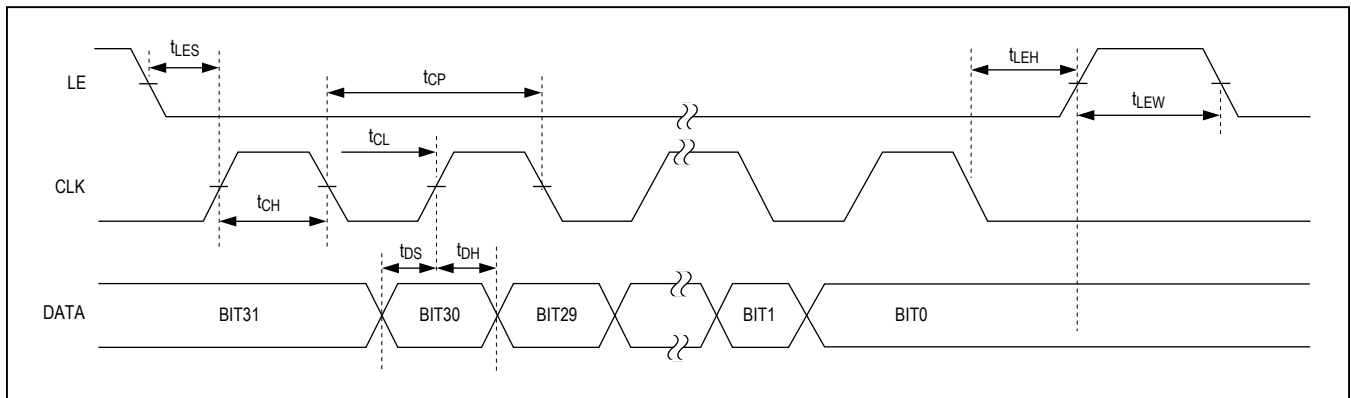 tLES
tLEH
LE
tCP
tLEW
tCL
CLK
tCH
tDS
tDH
DATA
BIT31
BIT30
BIT29
BIT1
BIT0